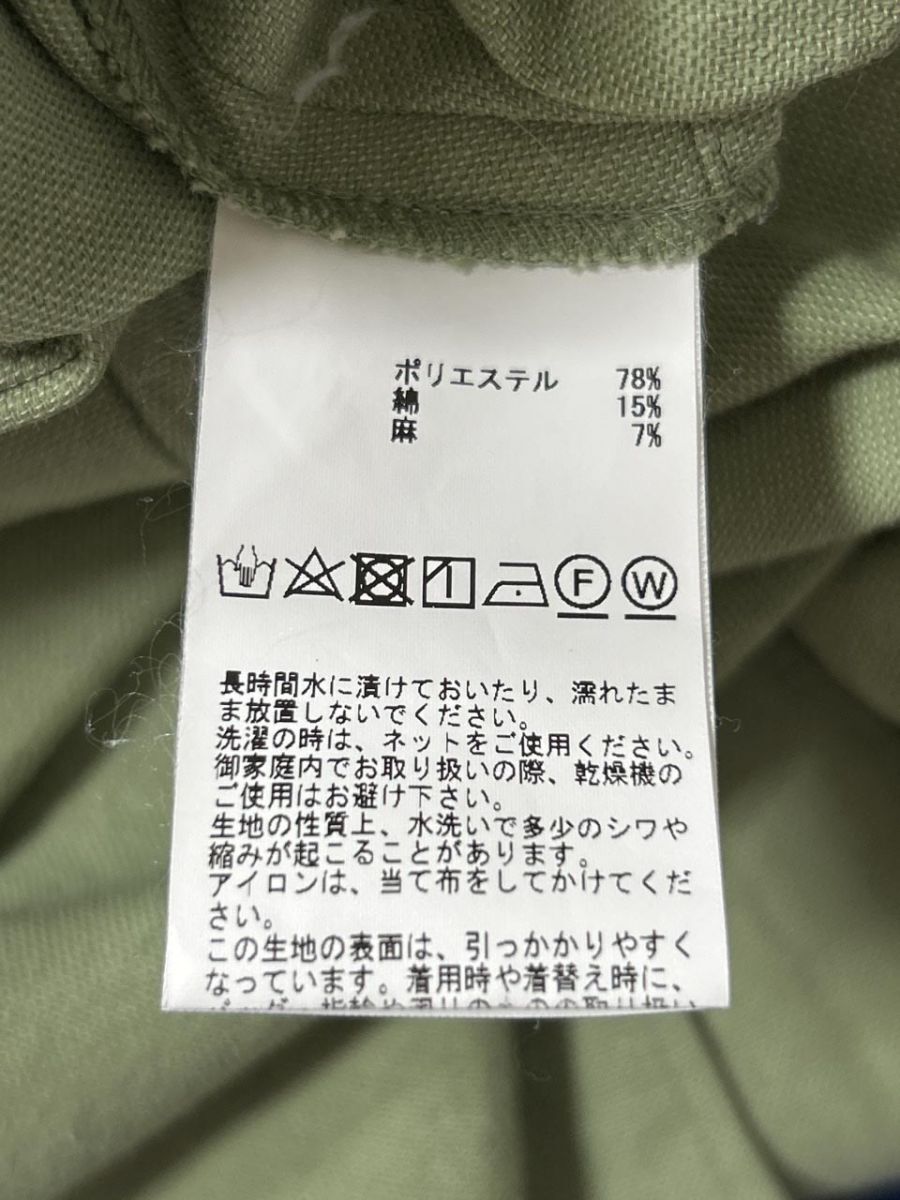 ポリエステル 78%
綿 15%
麻 7%
F W
長時間水に漬けておいたり、濡れたま
ま放置しないでください。
洗濯の時は、ネットをご使用ください。
御家庭内でお取り扱いの際、乾燥機の
ご使用はお避け下さい。
生地の性質上、水洗いで多少のシワや
縮みが起こることがあります。
アイロンは、当て布をしてかけてくだ
さい。
この生地の表面は、引っかかりやすく
なっています。着用時や着替え時に、